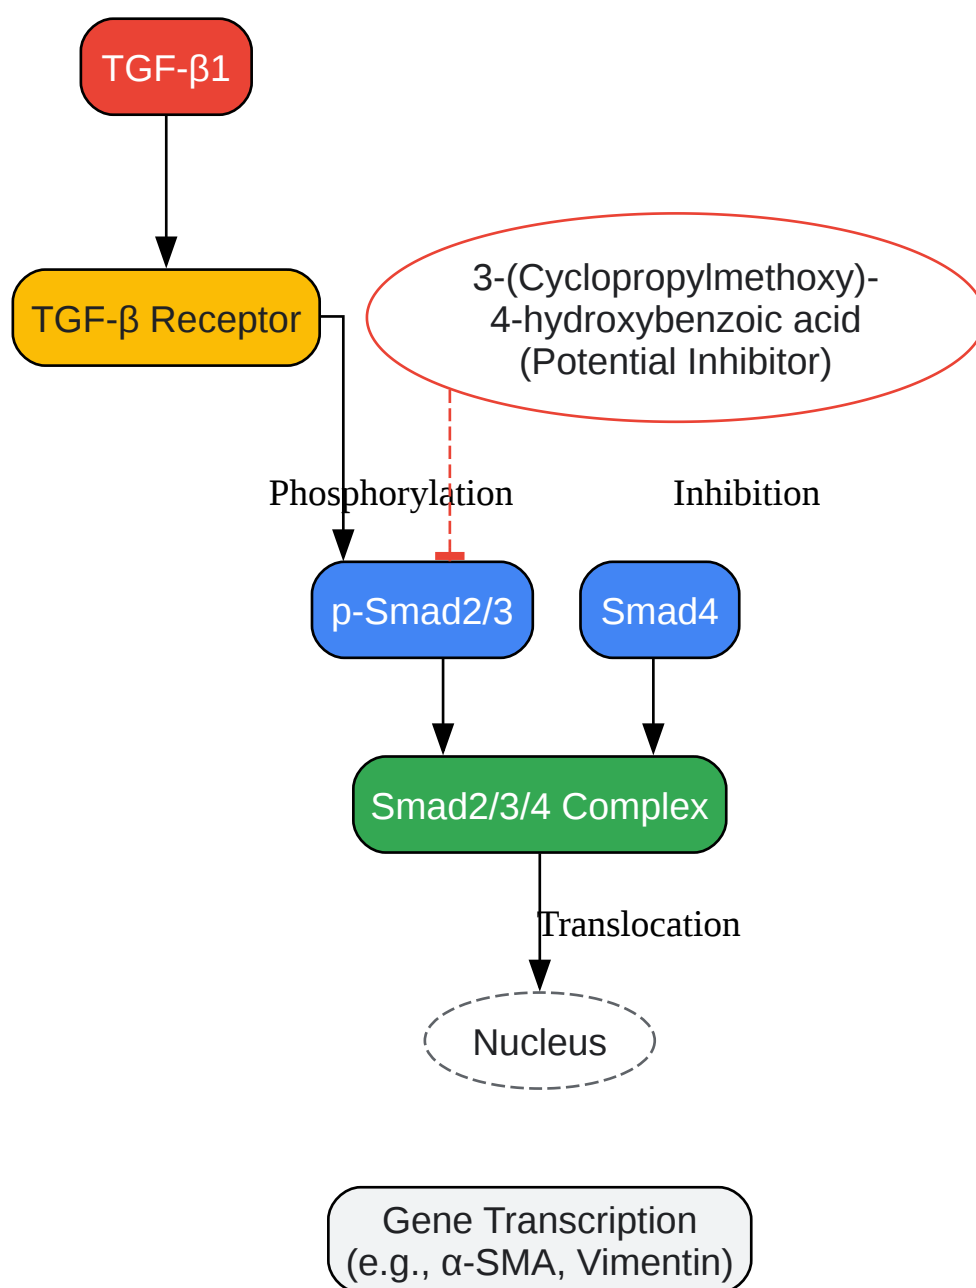 TGF-β1
TGF-β Receptor
3-(Cyclopropylmethoxy)-
4-hydroxybenzoic acid
(Potential Inhibitor)
Phosphorylation
Inhibition
p-Smad2/3
Smad4
Smad2/3/4 Complex
Translocation
Nucleus
Gene Transcription
(e.g., α-SMA, Vimentin)